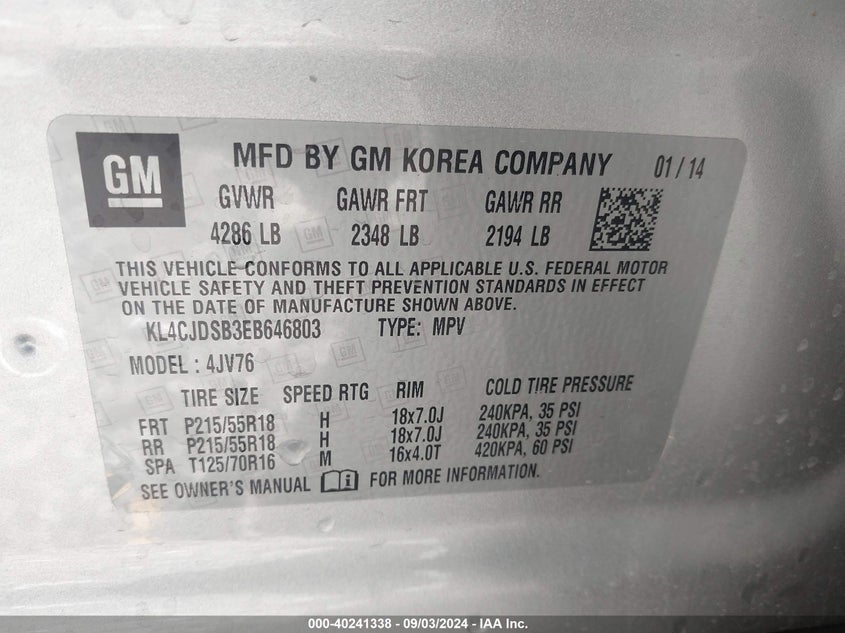 GM
MFD BY GM KOREA COMPANY 01/14
GVWR GAWR FRT GAWR RR
4286 LB 2348 LB 2194 LB
THIS VEHICLE CONFORMS TO ALL APPLICABLE U.S. FEDERAL MOTOR
VEHICLE SAFETY AND THEFT PREVENTION STANDARDS IN EFFECT
ON THE DATE OF MANUFACTURE SHOWN ABOVE.
KL4CJDSB3EB646803 TYPE: MPV
MODEL : 4JV76
TIRE SIZE SPEED RTG RIM COLD TIRE PRESSURE
FRT P215/55R18 H 18x7.0J 240KPA, 35 PSI
RR P215/55R18 H 18x7.0J 240KPA, 35 PSI
SPA T125/70R16 M 16x4.0T 420KPA, 60 PSI
SEE OWNER'S MANUAL FOR MORE INFORMATION.
000-40241338 - 09/03/2024 - IAA Inc.